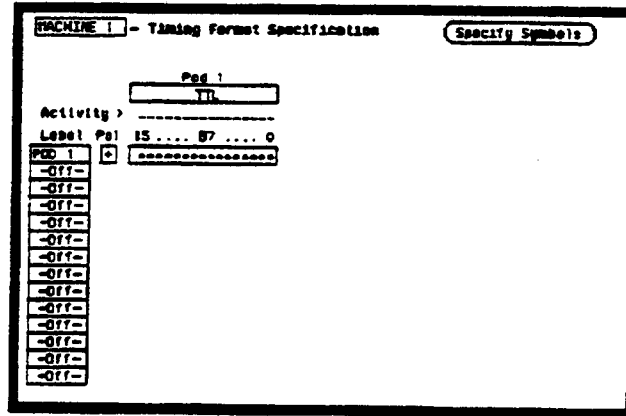 MACHINE 1 - Timing Format Specification Specify Symbols
Pod 1
TTL
Activity > ----------------
Label Pol 15 .... 87 .... 0
POD 1 + ****************
-Off-
-Off-
-Off-
-Off-
-Off-
-Off-
-Off-
-Off-
-Off-
-Off-
-Off-
-Off-
-Off-